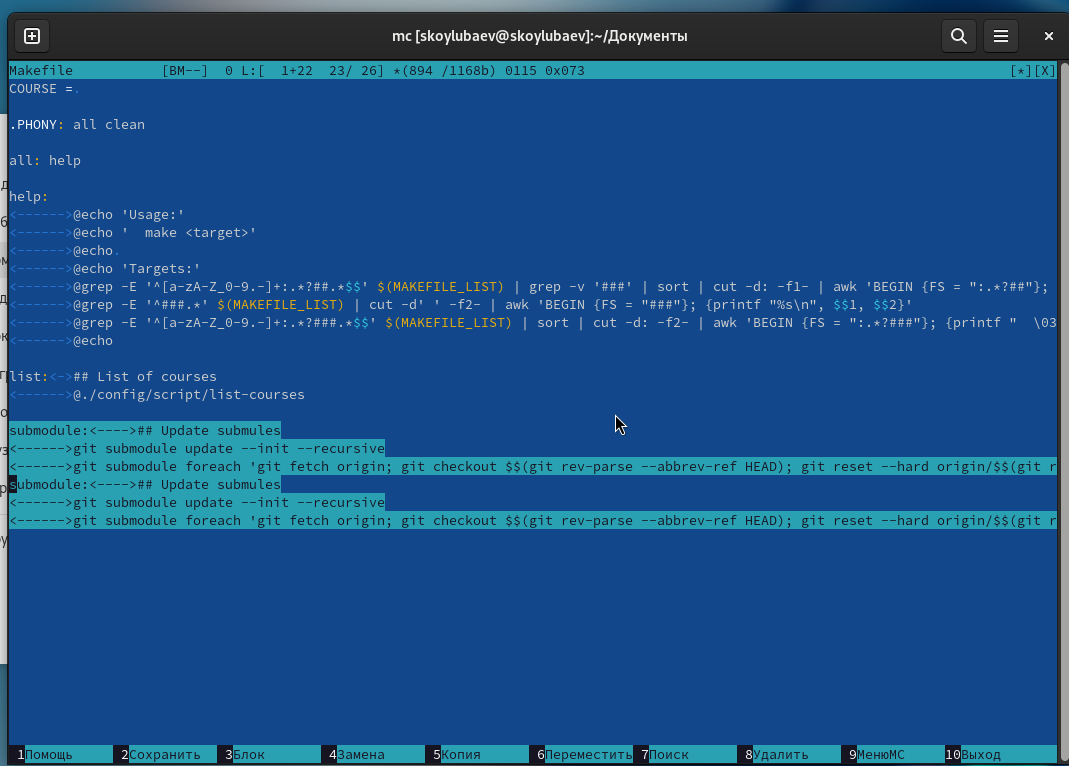 mc [skoylubaev@skoylubaev]:~/Документы
Makefile [BM--] 0 L:[ 1+22 23/ 26] *(894 /1168b) 0115 0x073 [*][X]
COURSE =.
.PHONY: all clean
all: help
help:
<------>@echo 'Usage:'
<------>@echo '  make <target>'
<------>@echo.
<------>@echo 'Targets:'
<------>@grep -E '^[a-zA-Z_0-9.-]+:.*?##.*$$' $(MAKEFILE_LIST) | grep -v '###' | sort | cut -d: -f1- | awk 'BEGIN {FS = ":.*?##"};
<------>@grep -E '^###.*' $(MAKEFILE_LIST) | cut -d' ' -f2- | awk 'BEGIN {FS = "###"}; {printf "%s\n", $$1, $$2}'
<------>@grep -E '^[a-zA-Z_0-9.-]+:.*?###.*$$' $(MAKEFILE_LIST) | sort | cut -d: -f2- | awk 'BEGIN {FS = ":.*?###"}; {printf "  \03
<------>@echo
list:<->## List of courses
<------>@./config/script/list-courses
submodule:<---->## Update submules
<------>git submodule update --init --recursive
<------>git submodule foreach 'git fetch origin; git checkout $$(git rev-parse --abbrev-ref HEAD); git reset --hard origin/$$(git r
submodule:<---->## Update submules
<------>git submodule update --init --recursive
<------>git submodule foreach 'git fetch origin; git checkout $$(git rev-parse --abbrev-ref HEAD); git reset --hard origin/$$(git r
1Помощь 2Сохранить 3Блок 4Замена 5Копия 6Переместить 7Поиск 8Удалить 9МенюMC 10Выход